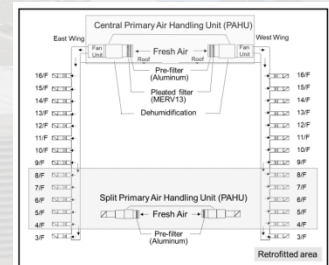 Central Primary Air Handling Unit (PAHU)
East Wing
West Wing
Fan Unit
Fresh Air
Fan Unit
Roof
Roof
Pre-filter
(Aluminum)
Pleated filter
(MERV13)
Dehumidification
16/F 16/F
15/F 15/F
14/F 14/F
13/F 13/F
12/F 12/F
11/F 11/F
10/F 10/F
9/F 9/F
8/F 8/F
7/F 7/F
6/F Split Primary Air Handling Unit (PAHU) 6/F
5/F Fresh Air 5/F
4/F Pre-filter 4/F
(Aluminum)
3/F 3/F
Retrofitted area